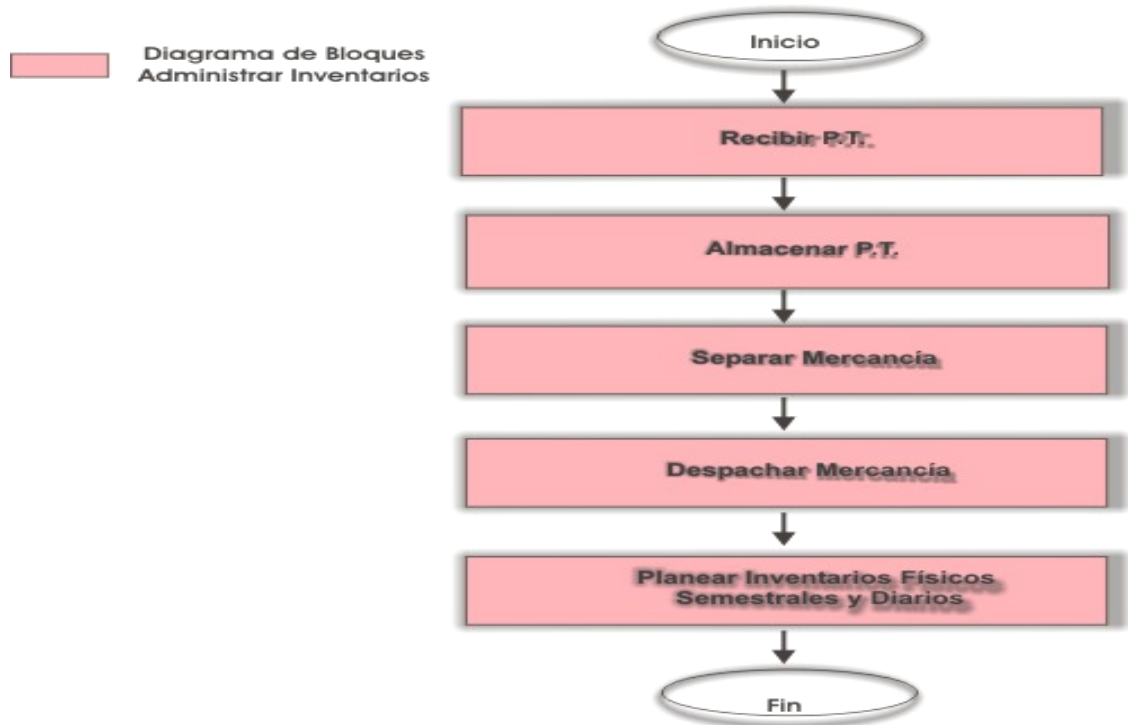 Diagrama de Bloques
Administrar Inventarios
Inicio
Recibir P.T.
Almacenar P.T.
Separar Mercancía
Despachar Mercancía
Planear Inventarios Físicos
Semestrales y Diarios
Fin